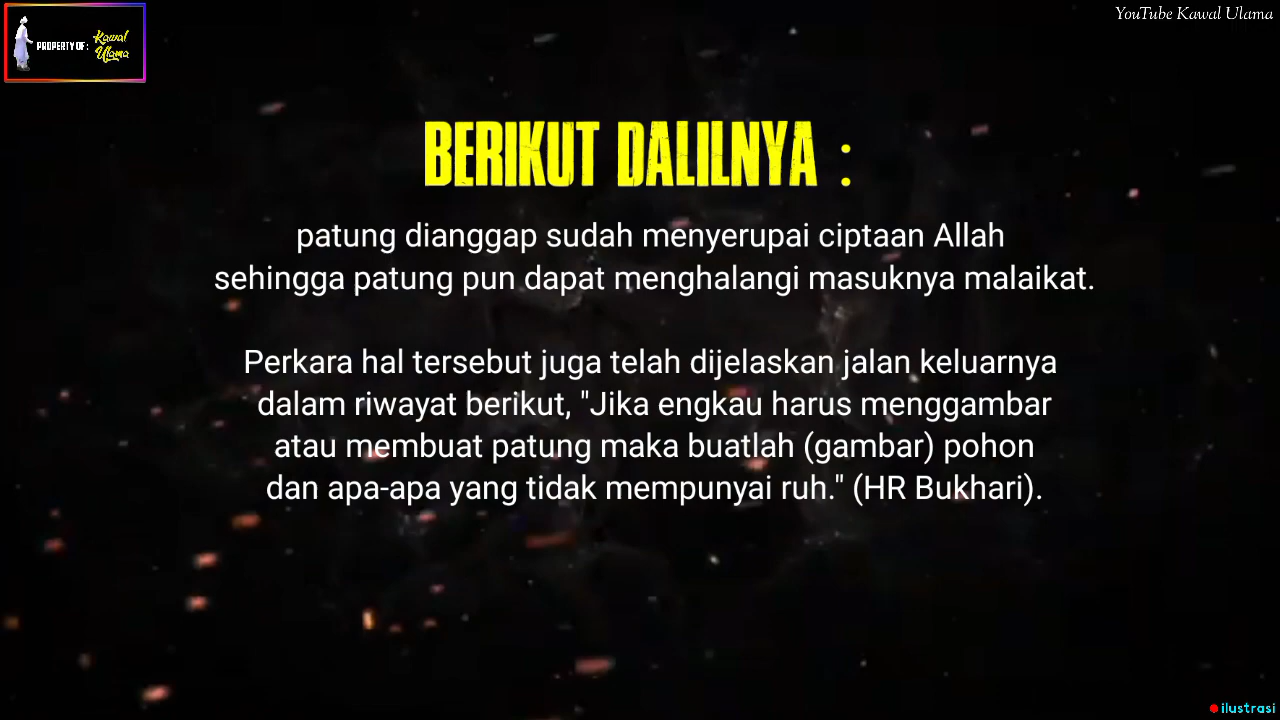 PROPERTY OF : Kawal
Ulama
YouTube Kawal Ulama
BERIKUT DALILNYA :
patung dianggap sudah menyerupai ciptaan Allah
sehingga patung pun dapat menghalangi masuknya malaikat.
Perkara hal tersebut juga telah dijelaskan jalan keluarnya
dalam riwayat berikut, "Jika engkau harus menggambar
atau membuat patung maka buatlah (gambar) pohon
dan apa-apa yang tidak mempunyai ruh." (HR Bukhari).
ilustrasi